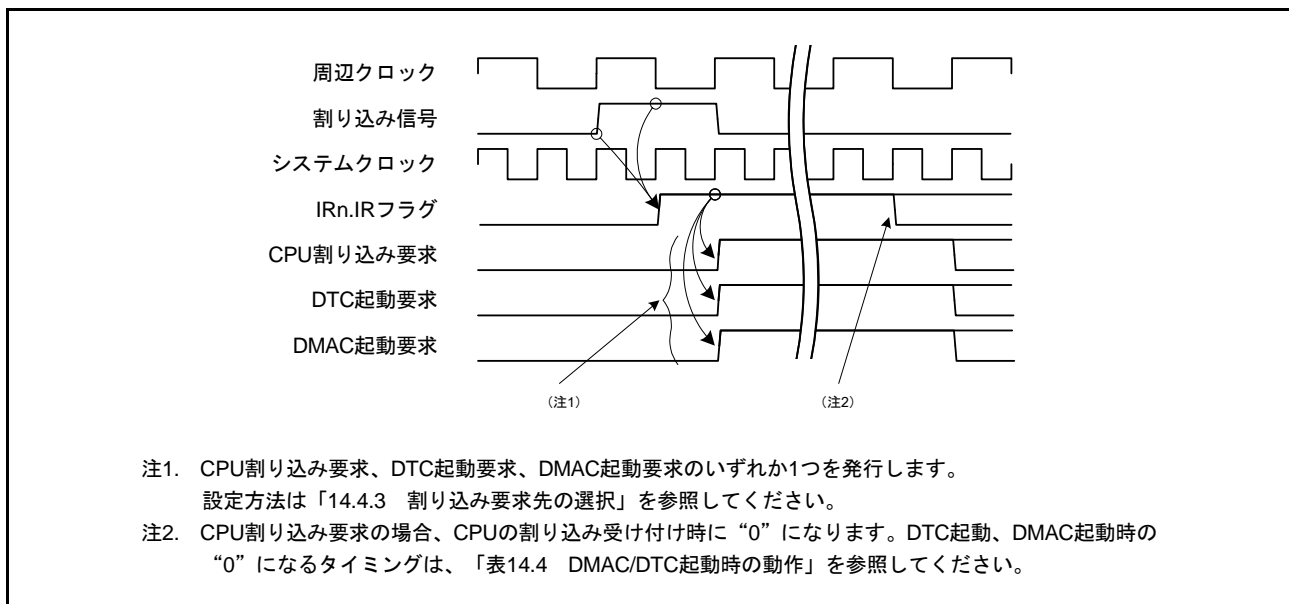 周辺クロック
割り込み信号
システムクロック
IRn.IRフラグ
CPU割り込み要求
DTC起動要求
DMAC起動要求
（注1）
（注2）
注1. CPU割り込み要求、DTC起動要求、DMAC起動要求のいずれか1つを発行します。
設定方法は「14.4.3 割り込み要求先の選択」を参照してください。
注2. CPU割り込み要求の場合、CPUの割り込み受け付け時に“0”になります。DTC起動、DMAC起動時の
“0”になるタイミングは、「表14.4 DMAC/DTC起動時の動作」を参照してください。